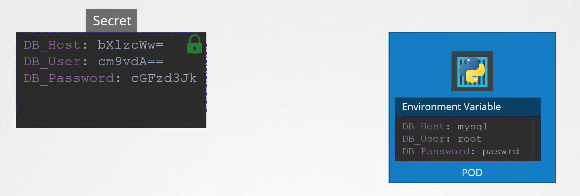 Secret
DB_Host: bXlzcWw=
DB_User: cm9vdA==
DB_Password: cGFzd3Jk
Environment Variable
DB_Host: mysql
DB_User: root
DB_Password: paswrd
POD